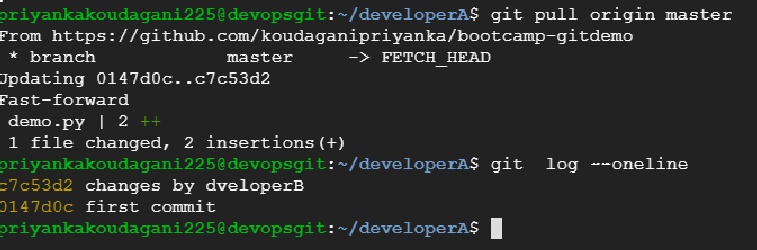 priyankakoudagani225@devopsgit:~/developerA$ git pull origin master
From https://github.com/koudaganipriyanka/bootcamp-gitdemo
 * branch            master     -> FETCH_HEAD
Updating 0147d0c..c7c53d2
Fast-forward
 demo.py | 2 ++
 1 file changed, 2 insertions(+)
priyankakoudagani225@devopsgit:~/developerA$ git  log --oneline
c7c53d2 changes by dveloperB
0147d0c first commit
priyankakoudagani225@devopsgit:~/developerA$